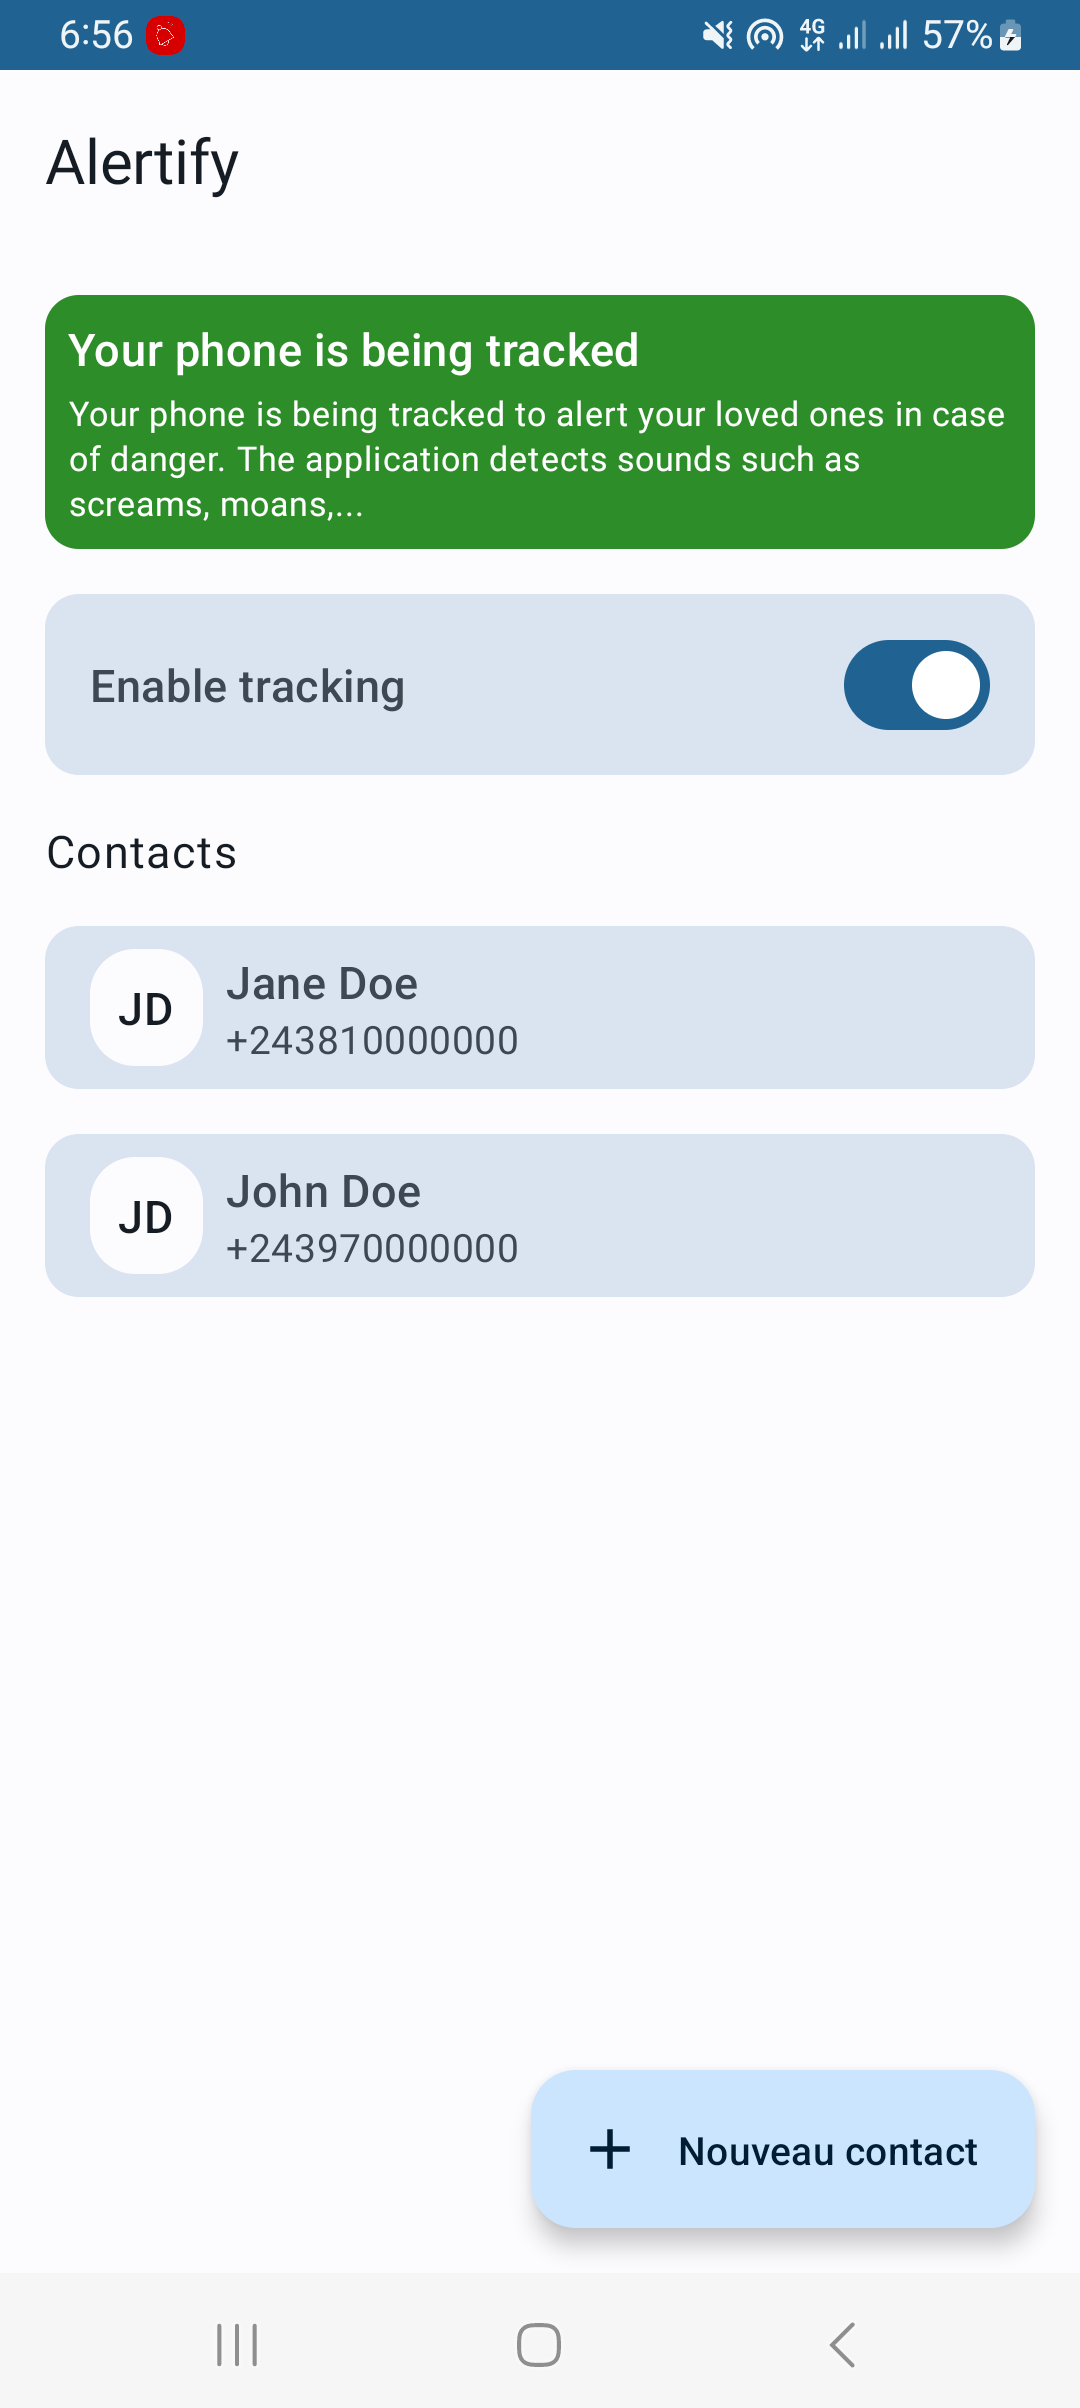 6:56
4G
57%
Alertify
Your phone is being tracked
Your phone is being tracked to alert your loved ones in case
of danger. The application detects sounds such as
screams, moans,...
Enable tracking
Contacts
JD
Jane Doe
+243810000000
JD
John Doe
+243970000000
Nouveau contact